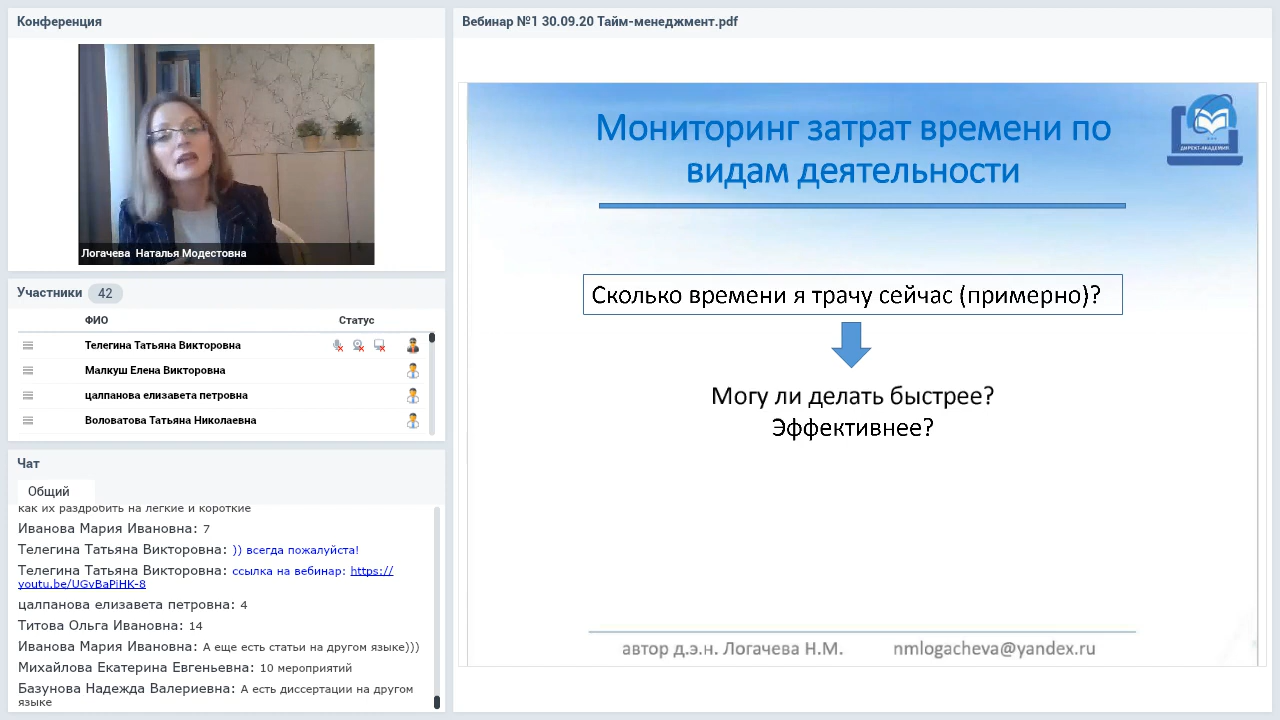 Конференция
Логачева Наталья Модестовна
Участники 42
ФИО Статус
Телегина Татьяна Викторовна
Малкуш Елена Викторовна
цалпанова елизавета петровна
Воловатова Татьяна Николаевна
Чат
Общий
как их раздробить на легкие и короткие
Иванова Мария Ивановна: 7
Телегина Татьяна Викторовна: )) всегда пожалуйста!
Телегина Татьяна Викторовна: ссылка на вебинар: https://
youtu.be/UGvBaPiHK-8
цалпанова елизавета петровна: 4
Титова Ольга Ивановна: 14
Иванова Мария Ивановна: А еще есть статьи на другом языке)))
Михайлова Екатерина Евгеньевна: 10 мероприятий
Базунова Надежда Валериевна: А есть диссертации на другом
языке
Вебинар №1 30.09.20 Тайм-менеджмент.pdf
Мониторинг затрат времени по
видам деятельности
ДИРЕКТ-АКАДЕМИЯ
Сколько времени я трачу сейчас (примерно)?
Могу ли делать быстрее?
Эффективнее?
автор д.э.н. Логачева Н.М. nmlogacheva@yandex.ru